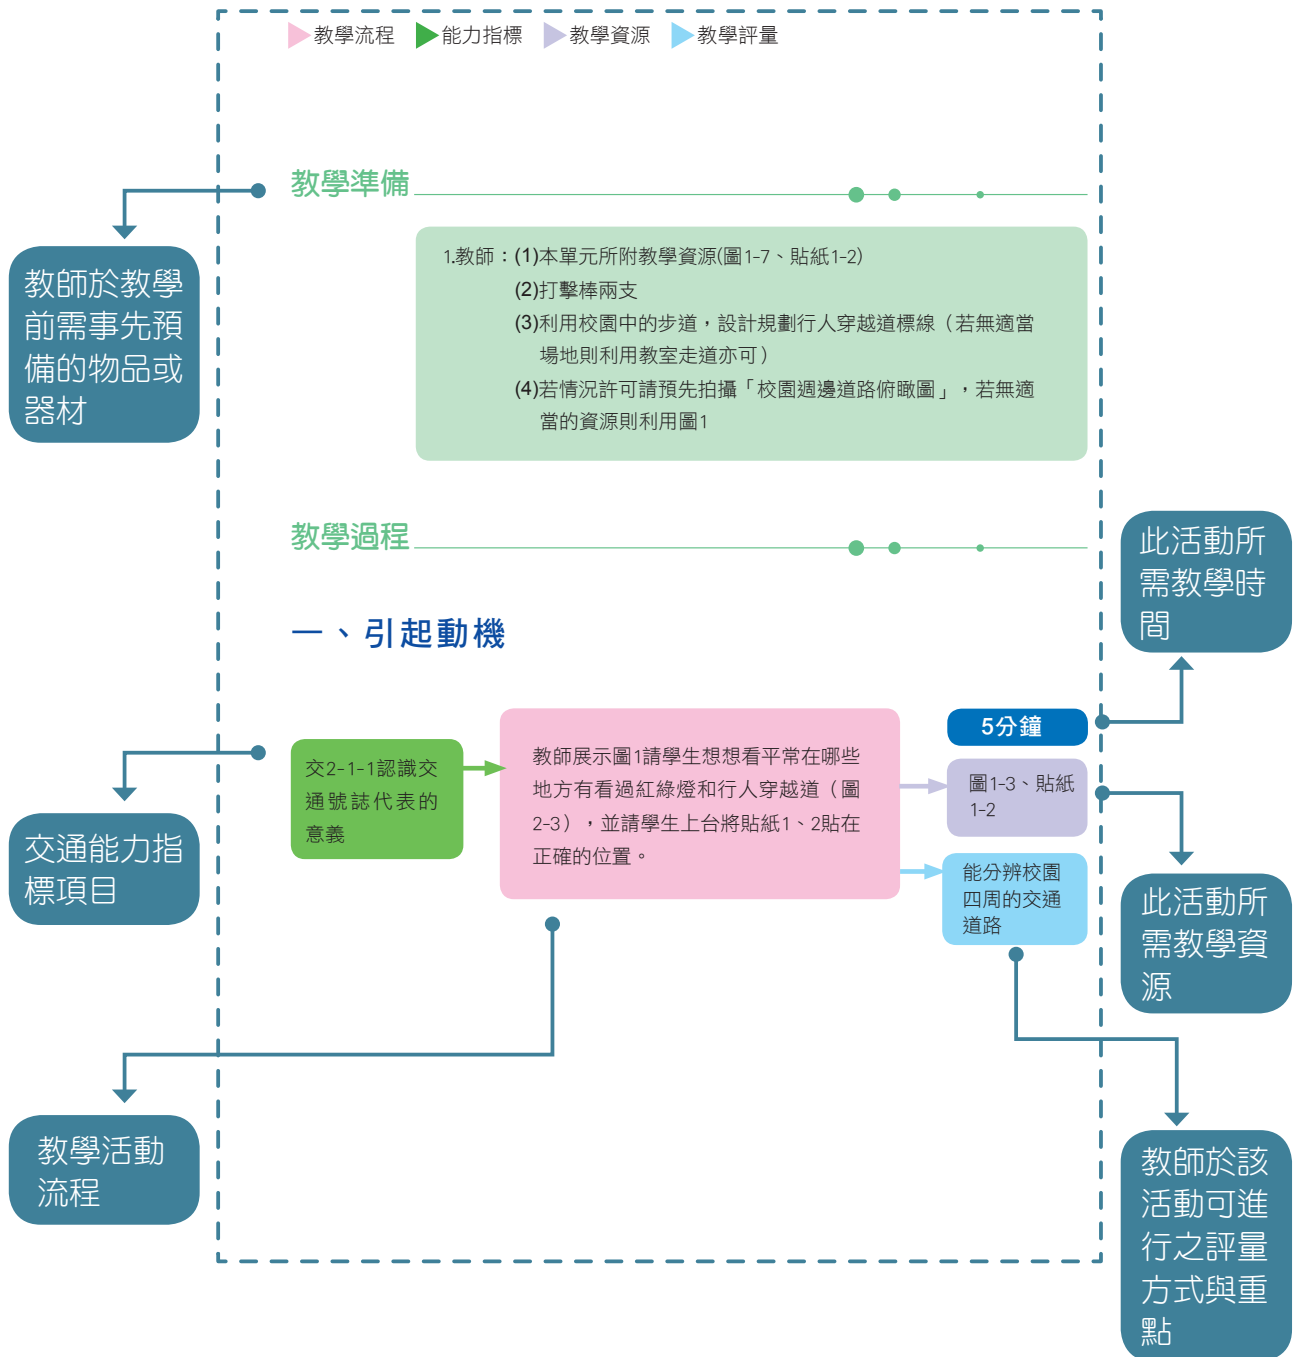 教學流程 能力指標 教學資源 教學評量
教學準備
教師於教學
前需事先預
備的物品或
器材
1.教師：(1)本單元所附教學資源(圖1-7、貼紙1-2)
(2)打擊棒兩支
(3)利用校園中的步道，設計規劃行人穿越道標線（若無適當
場地則利用教室走道亦可）
(4)若情況許可請預先拍攝「校園週邊道路俯瞰圖」，若無適
當的資源則利用圖1
教學過程
此活動所
需教學時
間
一、引起動機
交通能力指
標項目
交2-1-1認識交
通號誌代表的
意義
教師展示圖1請學生想想看平常在哪些
地方有看過紅綠燈和行人穿越道（圖
2-3），並請學生上台將貼紙1、2貼在
正確的位置。
5分鐘
圖1-3、貼紙
1-2
能分辨校園
四周的交通
道路
此活動所
需教學資
源
教學活動
流程
教師於該
活動可進
行之評量
方式與重
點